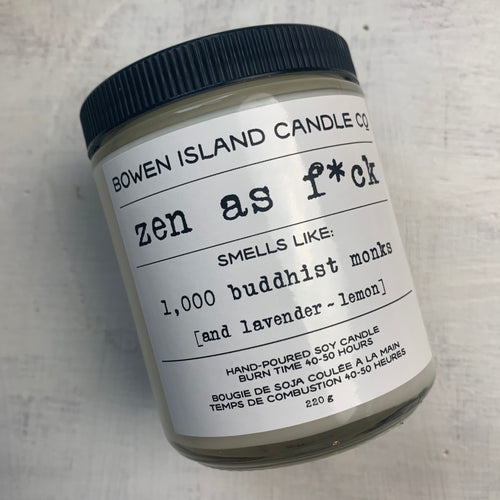 BOWEN ISLAND CANDLE CO
zen as f*ck
SMELLS LIKE:
1,000 buddhist monks
[and lavender ~ lemon]
HAND-POURED SOY CANDLE
BURN TIME 40-50 HOURS
BOUGIE DE SOJA COULÉE À LA MAIN
TEMPS DE COMBUSTION 40-50 HEURES
220 g